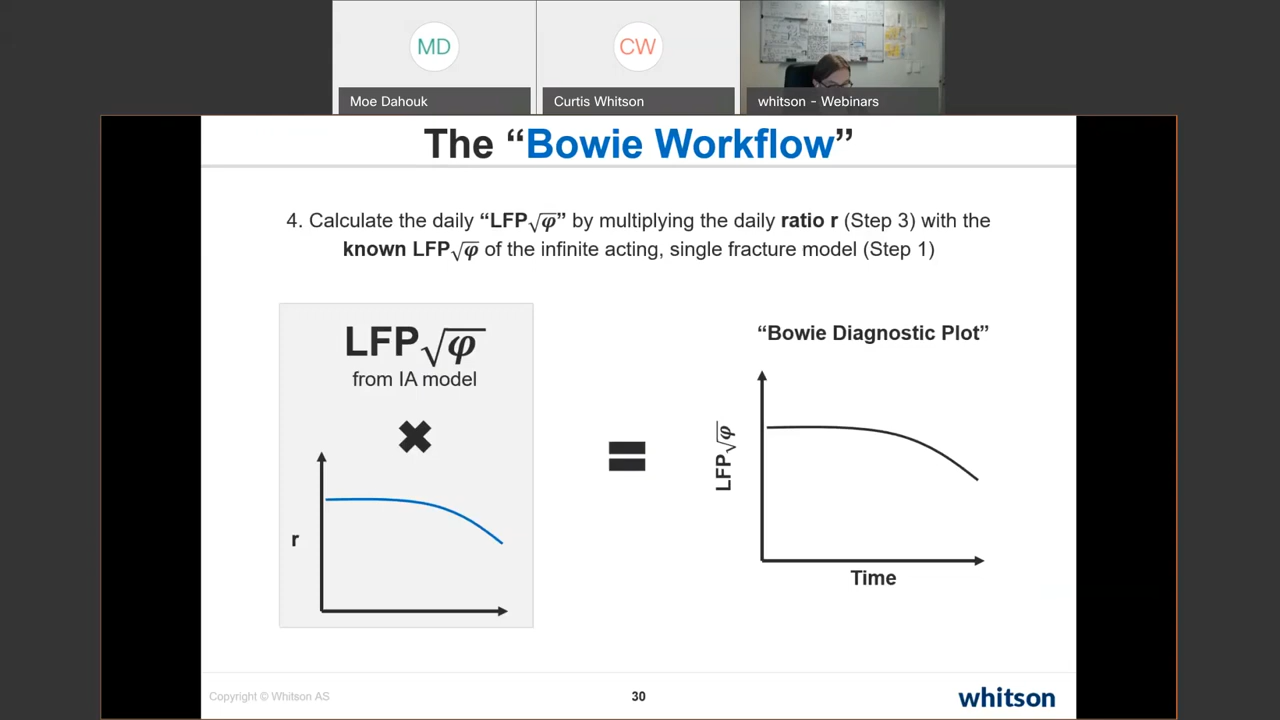 MD
CW
Moe Dahouk
Curtis Whitson
whitson - Webinars
The “Bowie Workflow”
4. Calculate the daily “LFP√φ” by multiplying the daily ratio r (Step 3) with the
known LFP√φ of the infinite acting, single fracture model (Step 1)
LFP√φ
from IA model
✖
r
=
“Bowie Diagnostic Plot”
LFP√φ
Time
Copyright © Whitson AS
30
whitson